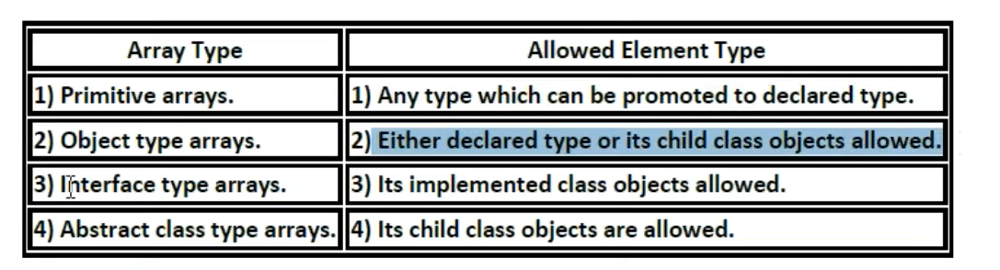 Array Type
Allowed Element Type
1) Primitive arrays.
1) Any type which can be promoted to declared type.
2) Object type arrays.
2) Either declared type or its child class objects allowed.
3) Interface type arrays.
3) Its implemented class objects allowed.
4) Abstract class type arrays.
4) Its child class objects are allowed.